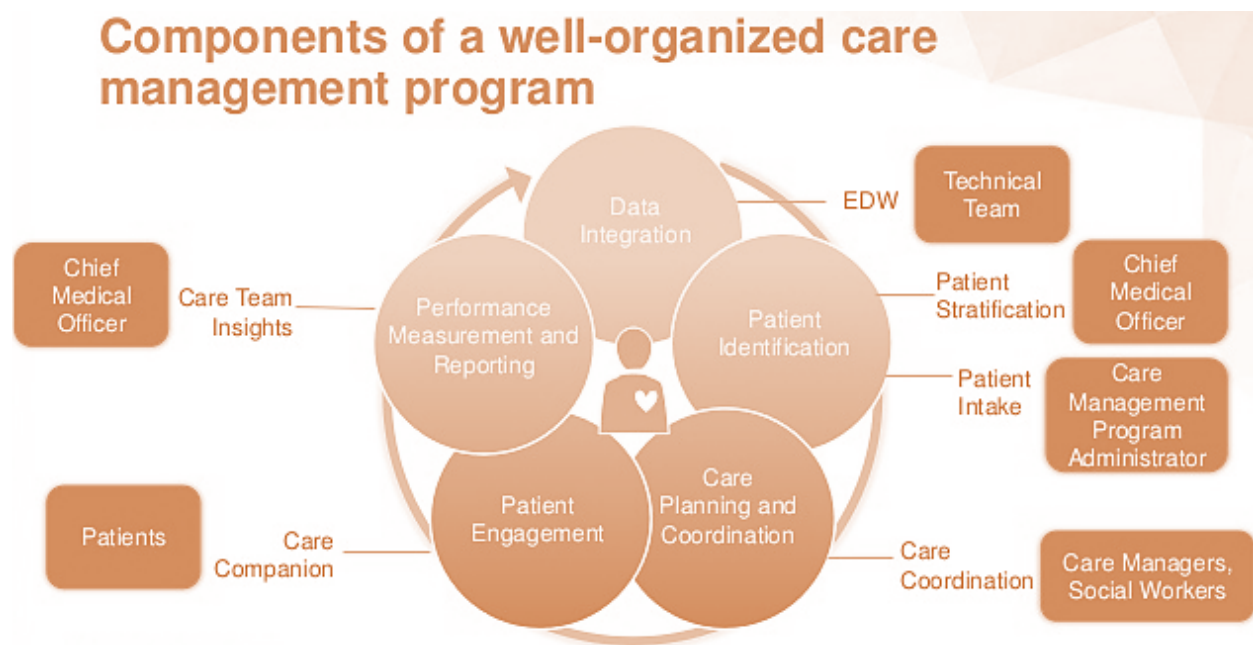 Components of a well-organized care
management program
Data
Integration
EDW
Technical
Team
Patient
Identification
Patient
Stratification
Chief
Medical
Officer
Patient
Intake
Care
Management
Program
Administrator
Care
Planning and
Coordination
Care
Coordination
Care Managers,
Social Workers
Patient
Engagement
Care
Companion
Patients
Performance
Measurement and
Reporting
Care Team
Insights
Chief
Medical
Officer